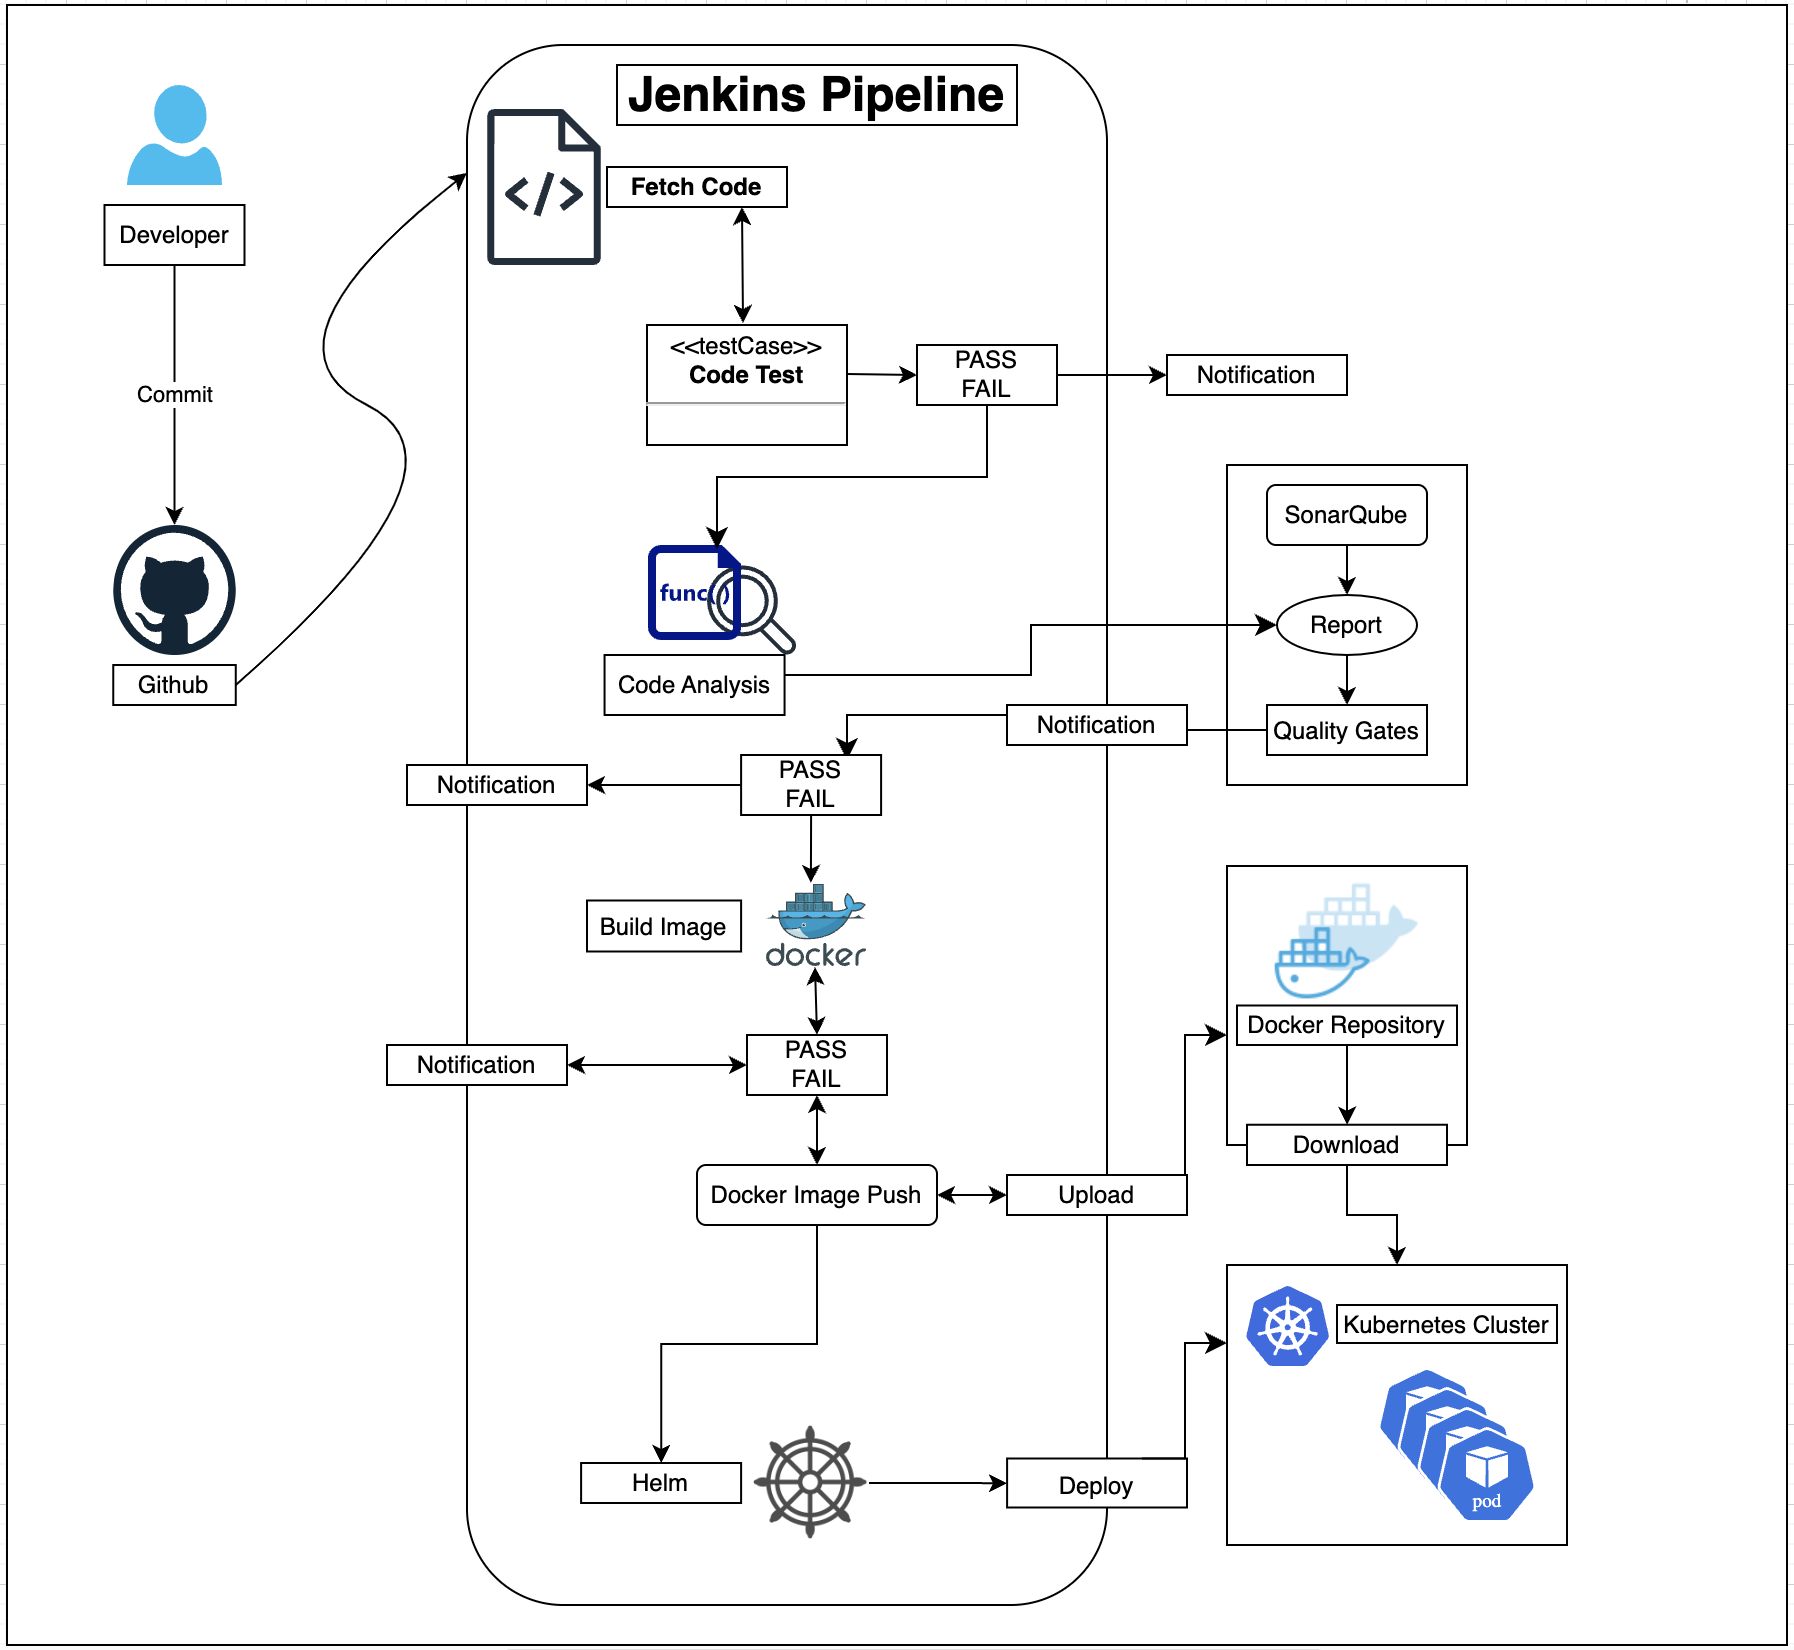 Jenkins Pipeline
</>
Fetch Code
Developer
<<testCase>>
Code Test
PASS
FAIL
Notification
Commit
SonarQube
func()
Report
Github
Code Analysis
Notification
Quality Gates
PASS
FAIL
Notification
Build Image
docker
Docker Repository
PASS
FAIL
Notification
Download
Docker Image Push
Upload
Kubernetes Cluster
Helm
Deploy
pod